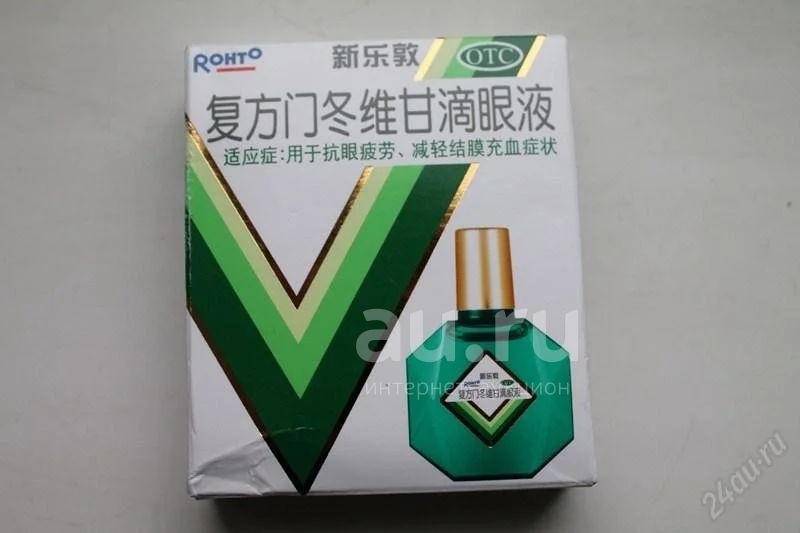 ROHTO 新乐敦 OTC
复方门冬维甘滴眼液
适应症:用于抗眼疲劳、减轻结膜充血症状
au.ru
интернет-аукцион
新乐敦
ROHTO
复方门冬维甘滴眼液
24au.ru